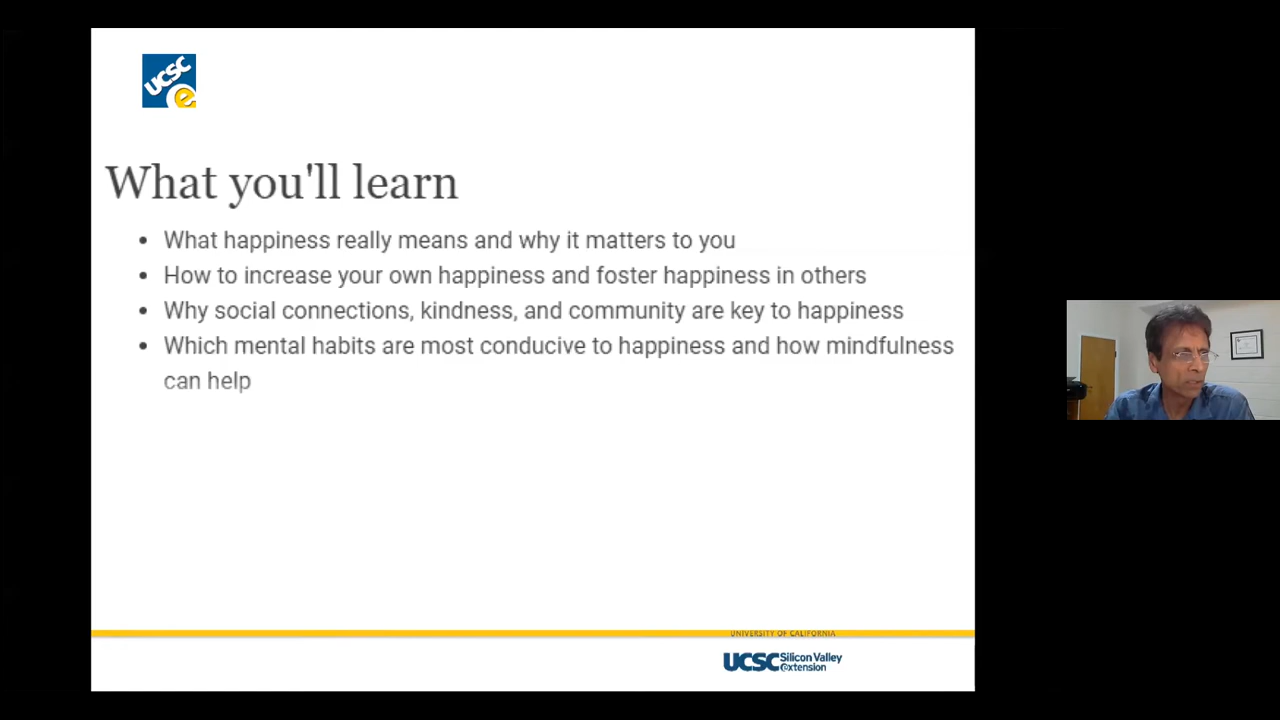 UCSC
e
What you'll learn
• What happiness really means and why it matters to you
• How to increase your own happiness and foster happiness in others
• Why social connections, kindness, and community are key to happiness
• Which mental habits are most conducive to happiness and how mindfulness
can help
UNIVERSITY OF CALIFORNIA
UCSC Silicon Valley
extension